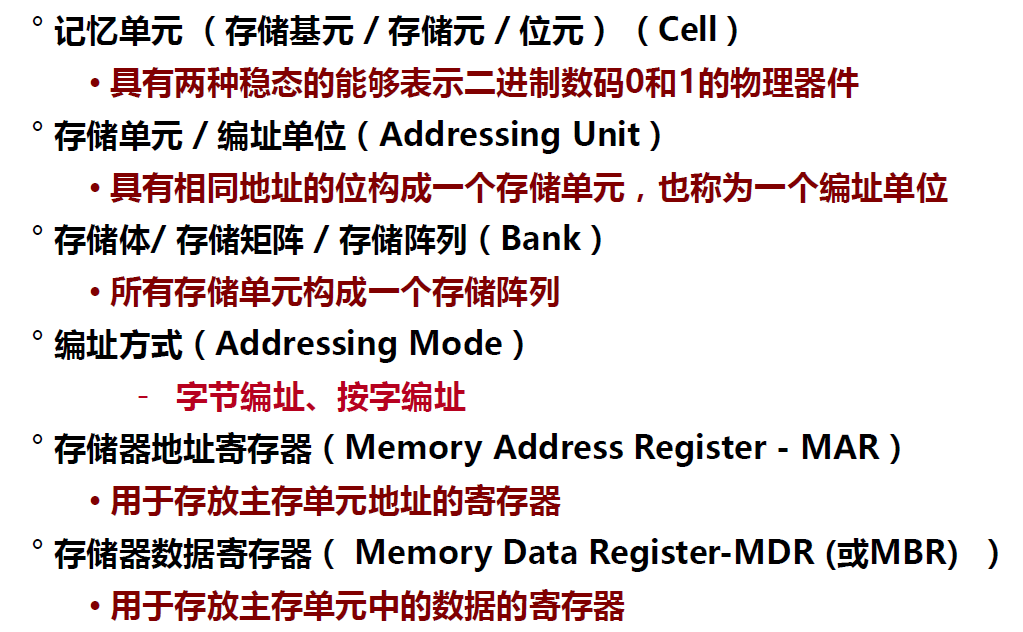 ° 记忆单元 （ 存储基元 / 存储元 / 位元 ） （ Cell ）
• 具有两种稳态的能够表示二进制数码0和1的物理器件
° 存储单元 / 编址单位（ Addressing Unit ）
• 具有相同地址的位构成一个存储单元，也称为一个编址单位
° 存储体/ 存储矩阵 / 存储阵列（ Bank ）
• 所有存储单元构成一个存储阵列
° 编址方式（ Addressing Mode ）
- 字节编址、按字编址
° 存储器地址寄存器（ Memory Address Register - MAR ）
• 用于存放主存单元地址的寄存器
° 存储器数据寄存器（ Memory Data Register-MDR (或MBR) ）
• 用于存放主存单元中的数据的寄存器